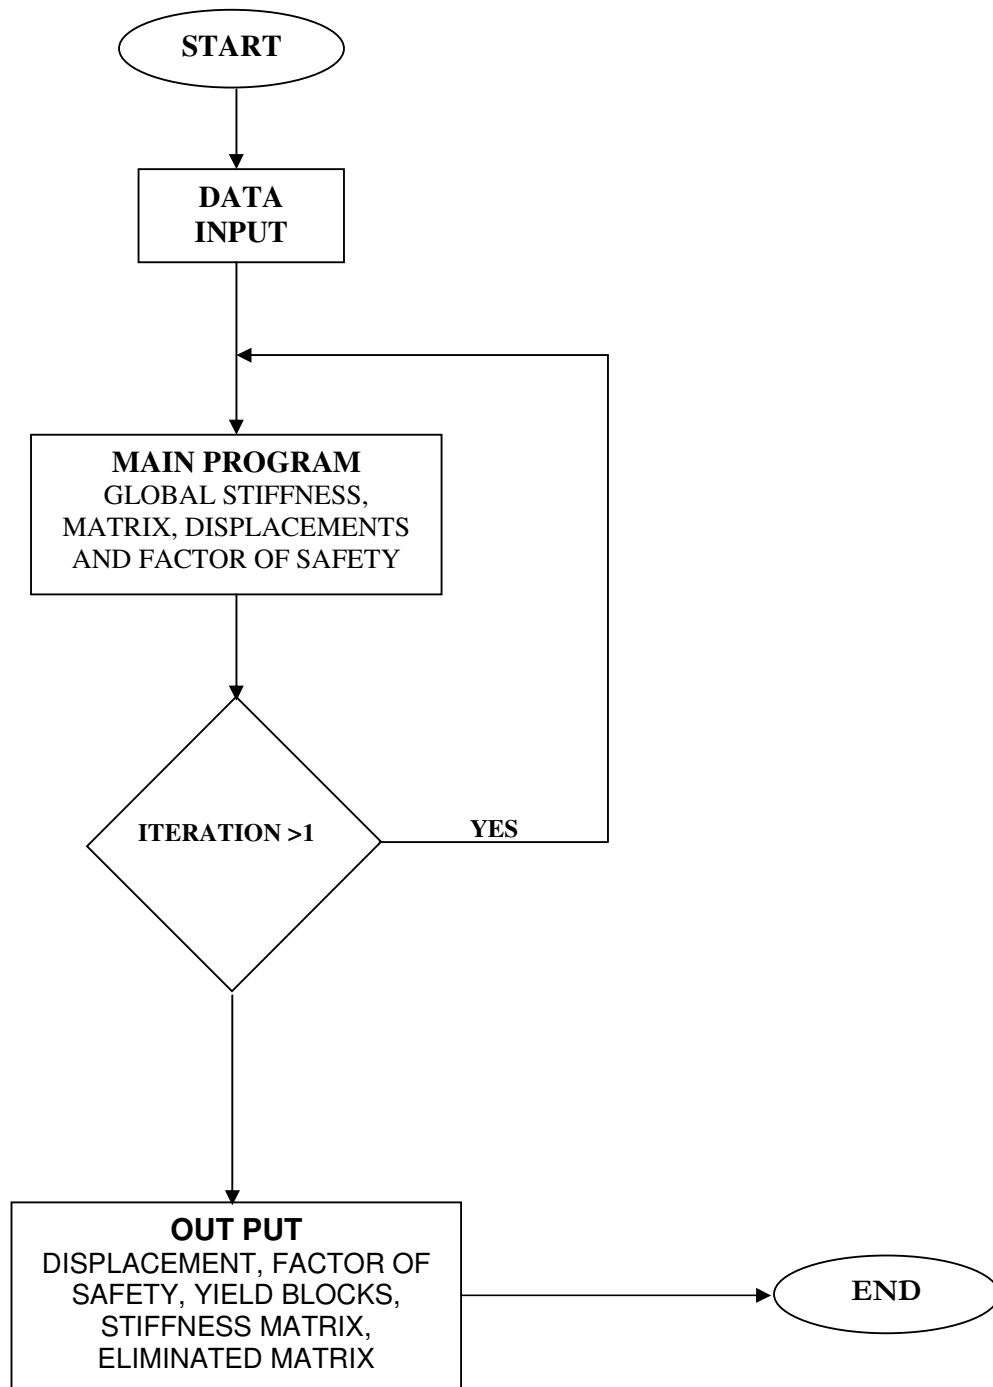 START
DATA
INPUT
MAIN PROGRAM
GLOBAL STIFFNESS,
MATRIX, DISPLACEMENTS
AND FACTOR OF SAFETY
ITERATION >1
YES
OUT PUT
DISPLACEMENT, FACTOR OF
SAFETY, YIELD BLOCKS,
STIFFNESS MATRIX,
ELIMINATED MATRIX
END